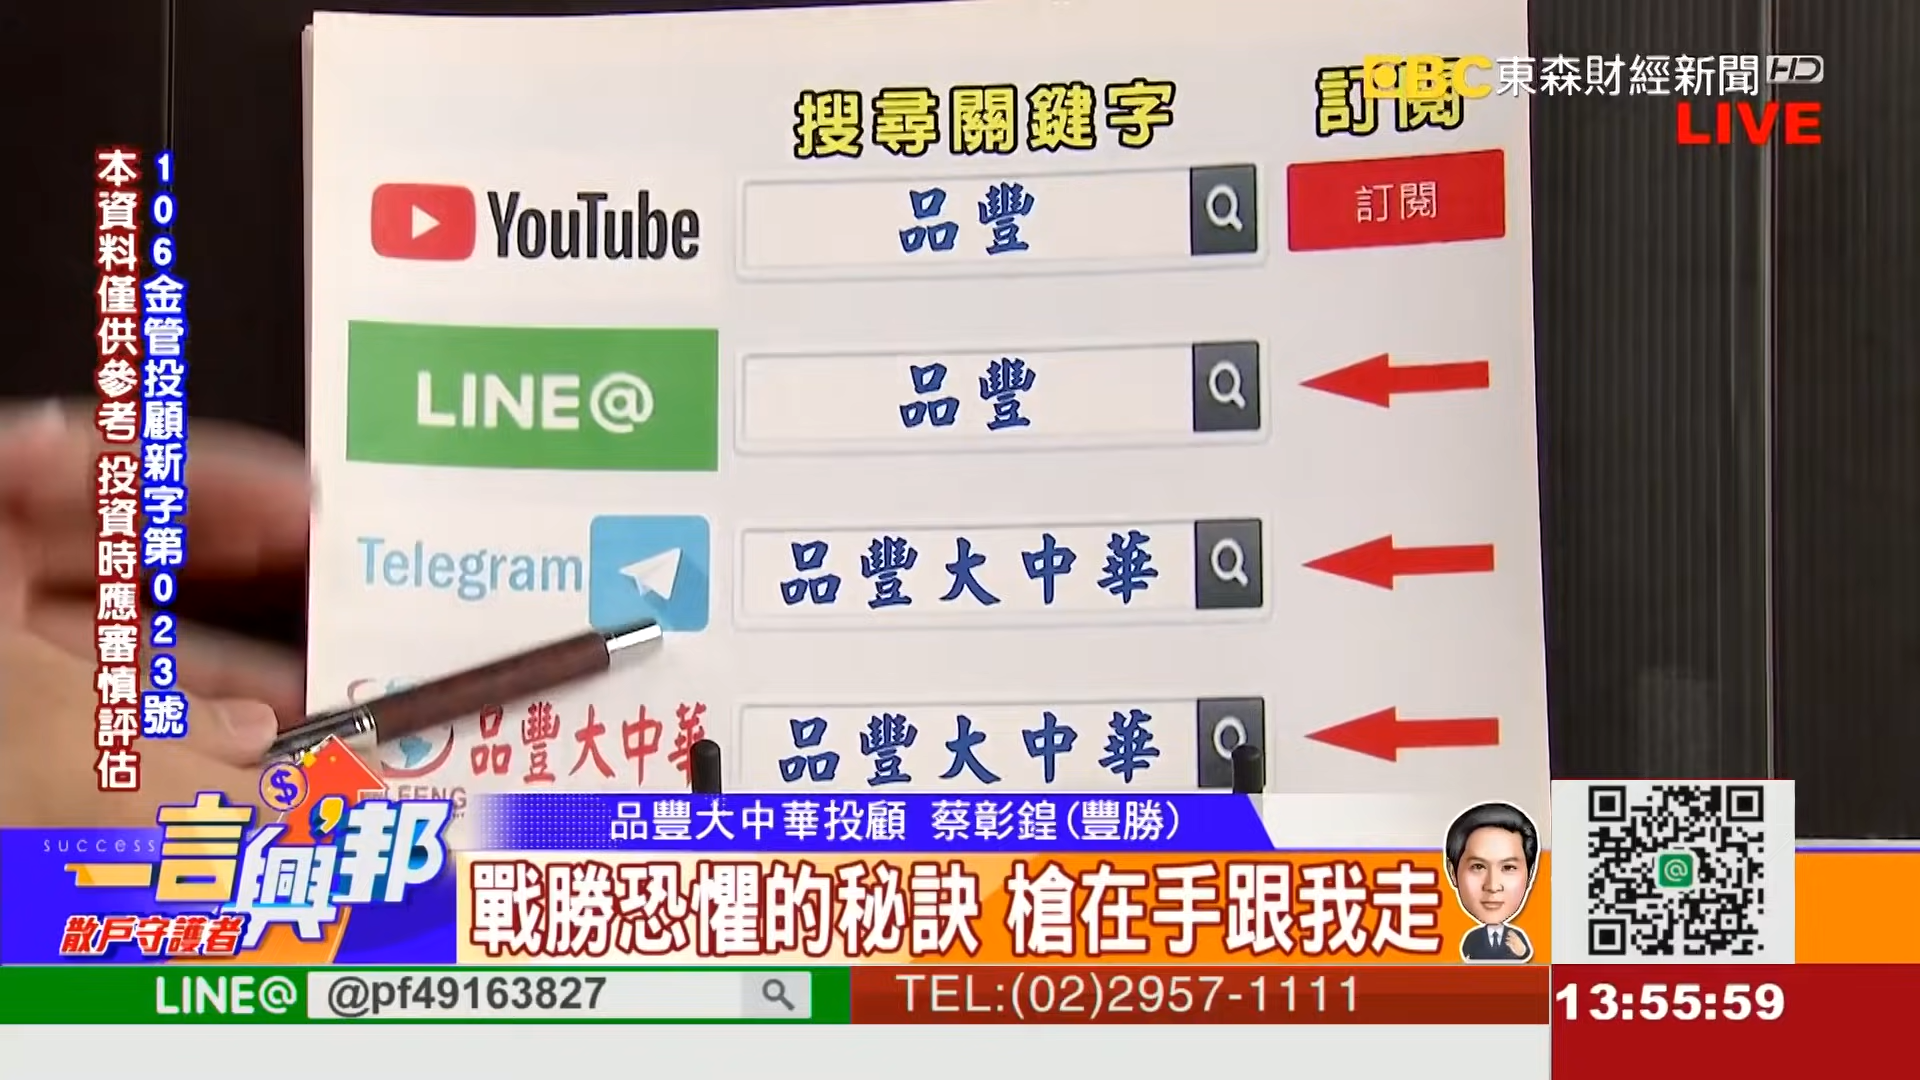 EBC東森財經新聞HD
LIVE
搜尋關鍵字
訂閱
YouTube
品豐
訂閱
LINE@
品豐
Telegram
品豐大中華
品豐大中華
品豐大中華
106金管投顧新字第023號
本資料僅供參考 投資時應審慎評估
success
一言興邦
散戶守護者
品豐大中華投顧 蔡彰鍠(豐勝)
戰勝恐懼的秘訣 槍在手跟我走
LINE@ @pf49163827
TEL:(02)2957-1111
13:55:59